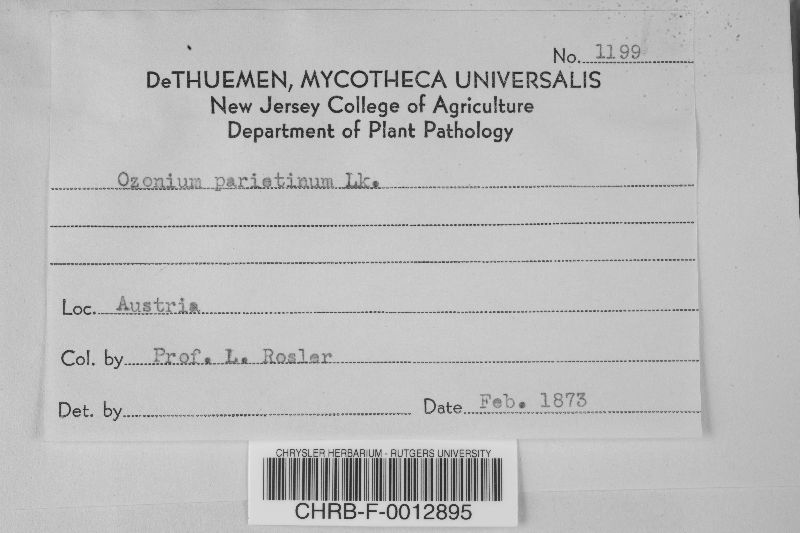 No. 1199
DeTHUEMEN, MYCOTHECA UNIVERSALIS
New Jersey College of Agriculture
Department of Plant Pathology
Ozonium parietinum Lk.
Loc. Austria
Col. by Prof. L. Rosler
Det. by
Date Feb. 1873
CHRYSLER HERBARIUM - RUTGERS UNIVERSITY
CHRB-F-0012895